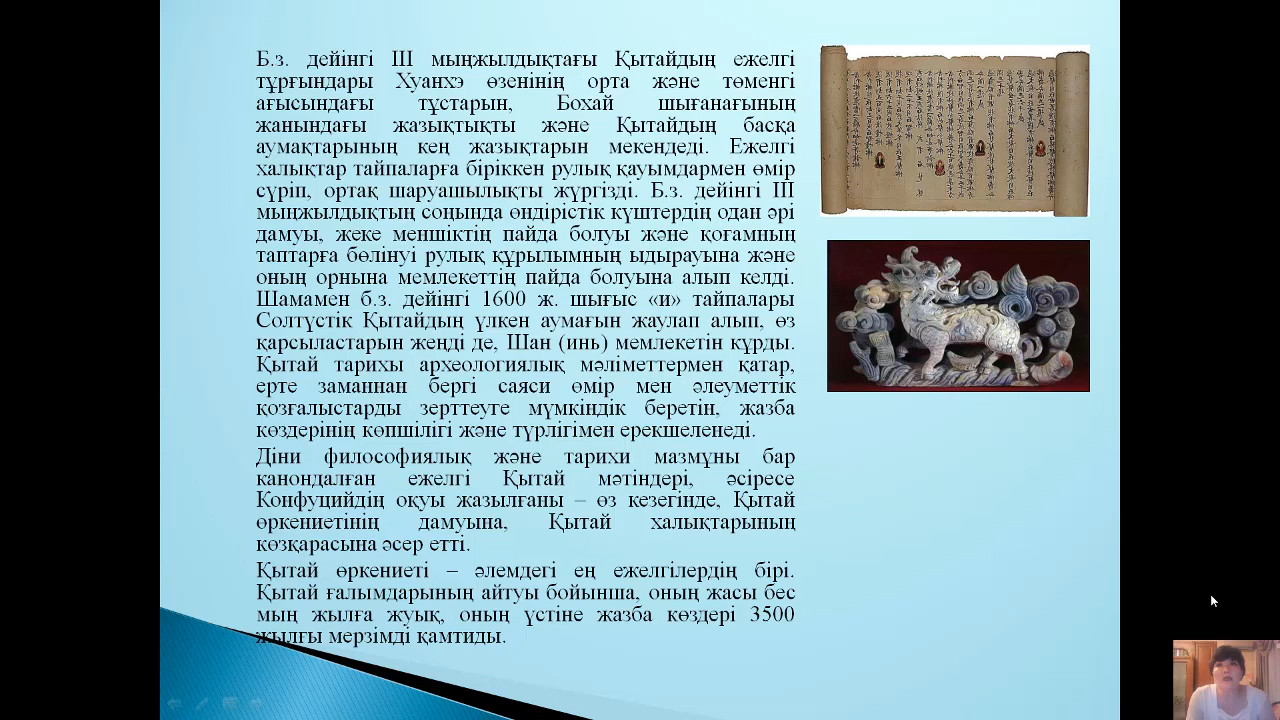 Б.з. дейінгі III мыңжылдықтағы Қытайдың ежелгі
тұрғындары Хуанхэ өзенінің орта және төменгі
ағысындағы тұстарын, Бохай шығанағының
жанындағы жазықтықты және Қытайдың басқа
аумақтарының кең жазықтарын мекендеді. Ежелгі
халықтар тайпаларға біріккен рулық қауымдармен өмір
сүріп, ортақ шаруашылықты жүргізді. Б.з. дейінгі III
мыңжылдықтың соңында өндірістік күштердің одан әрі
дамуы, жеке меншіктің пайда болуы және қоғамның
таптарға бөлінуі рулық құрылымның ыдырауына және
оның орнына мемлекеттің пайда болуына алып келді.
Шамамен б.з. дейінгі 1600 ж. шығыс «и» тайпалары
Солтүстік Қытайдың үлкен аумағын жаулап алып, өз
қарсыластарын жеңді де, Шан (инь) мемлекетін құрды.
Қытай тарихы археологиялық мәліметтермен қатар,
ерте заманнан бергі саяси өмір мен әлеуметтік
қозғалыстарды зерттеуге мүмкіндік беретін, жазба
көздерінің көпшілігі және түрлігімен ерекшеленеді.
Діни философиялық және тарихи мазмұны бар
канондалған ежелгі Қытай мәтіндері, әсіресе
Конфуцийдің оқуы жазылғаны – өз кезегінде, Қытай
өркениетінің дамуына, Қытай халықтарының
көзқарасына әсер етті.
Қытай өркениеті – әлемдегі ең ежелгілердің бірі.
Қытай ғалымдарының айтуы бойынша, оның жасы бес
мың жылға жуық, оның үстіне жазба көздері 3500
жылғы мерзімді қамтиды.